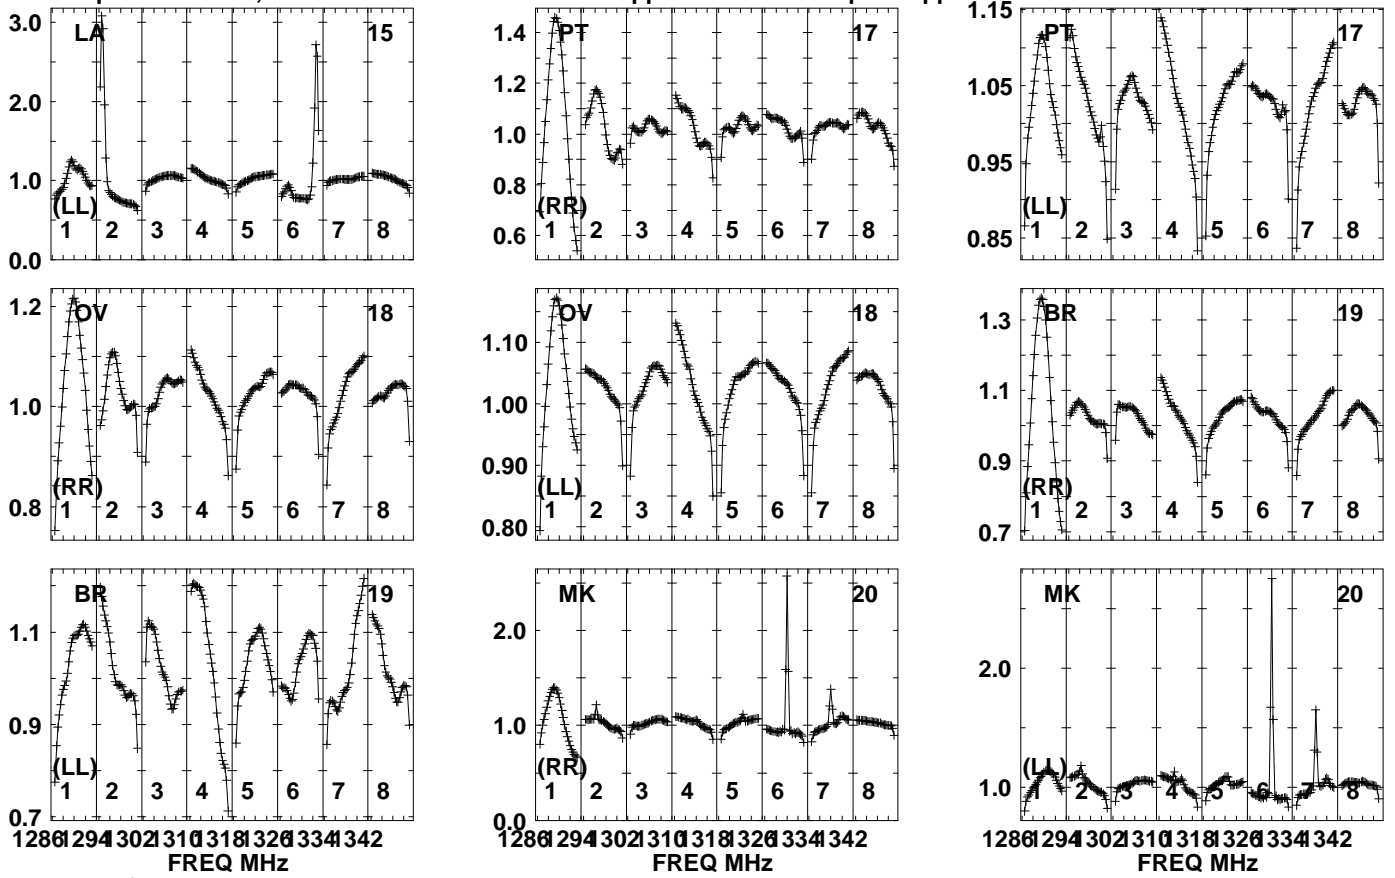 LA 15
3.0
2.0
1.0
0.0
(LL)
1 2 3 4 5 6 7 8
PT 17
1.4
1.2
1.0
0.8
0.6
(RR)
1 2 3 4 5 6 7 8
PT 17
1.15
1.05
0.95
0.85
(LL)
1 2 3 4 5 6 7 8
OV 18
1.2
1.0
0.8
(RR)
1 2 3 4 5 6 7 8
OV 18
1.10
1.00
0.90
0.80
(LL)
1 2 3 4 5 6 7 8
BR 19
1.3
1.1
0.9
0.7
(RR)
1 2 3 4 5 6 7 8
BR 19
1.1
0.9
0.7
(LL)
1 2 3 4 5 6 7 8
1286 1294 1302 1310 1318 1326 1334 1342
FREQ MHz
MK 20
2.0
1.0
0.0
(RR)
1 2 3 4 5 6 7 8
1286 1294 1302 1310 1318 1326 1334 1342
FREQ MHz
MK 20
2.0
1.0
(LL)
1 2 3 4 5 6 7 8
1286 1294 1302 1310 1318 1326 1334 1342
FREQ MHz